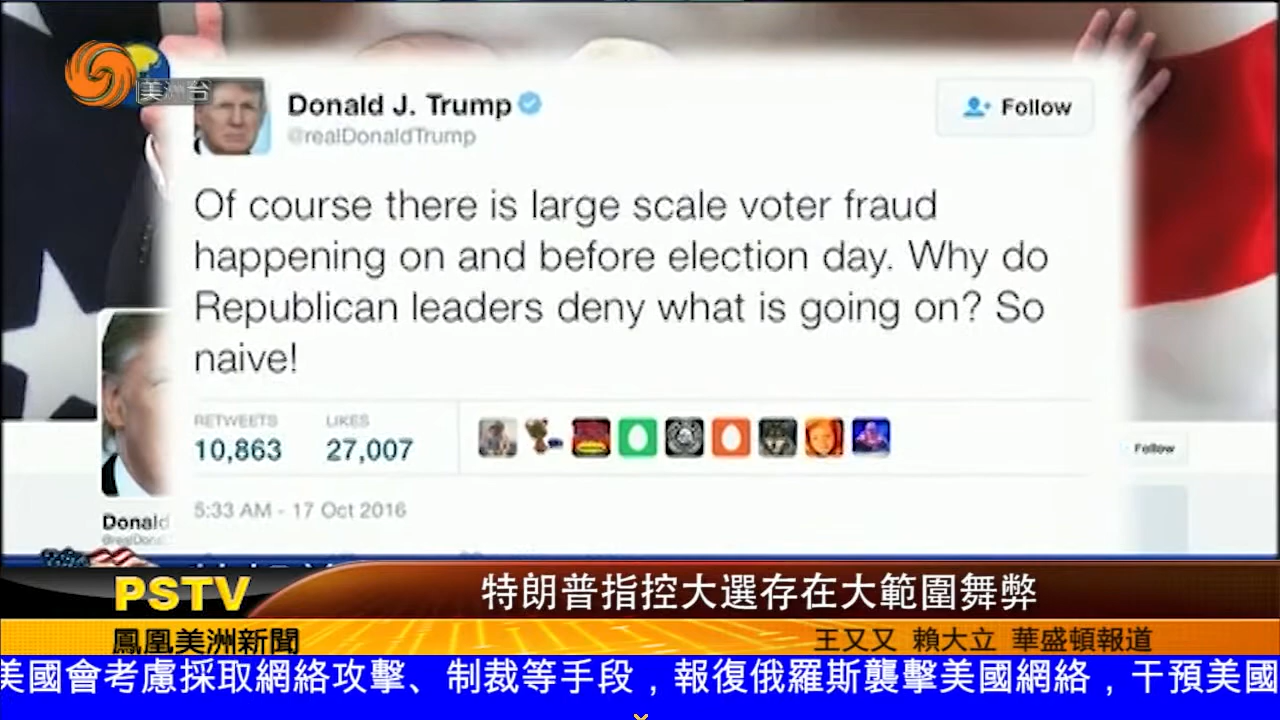 美洲台
Donald J. Trump
@realDonaldTrump
Follow
Of course there is large scale voter fraud
happening on and before election day. Why do
Republican leaders deny what is going on? So
naive!
RETWEETS
LIKES
10,863
27,007
Follow
5:33 AM - 17 Oct 2016
Donald
PSTV
特朗普指控大選存在大範圍舞弊
鳳凰美洲新聞
王又又 賴大立 華盛頓報道
美國會考慮採取網絡攻擊、制裁等手段，報復俄羅斯襲擊美國網絡，干預美國